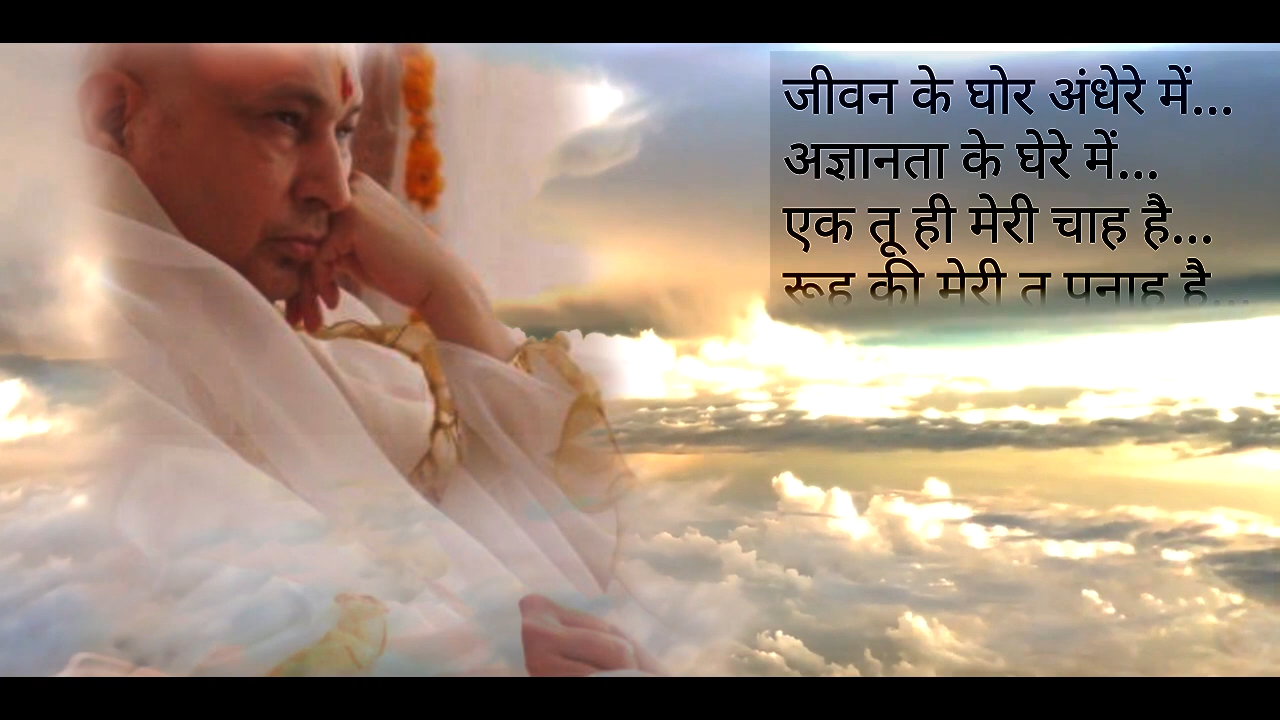 जीवन के घोर अंधेरे में...
अज्ञानता के घेरे में...
एक तू ही मेरी चाह है...
रूह की मेरी तू पनाह है...